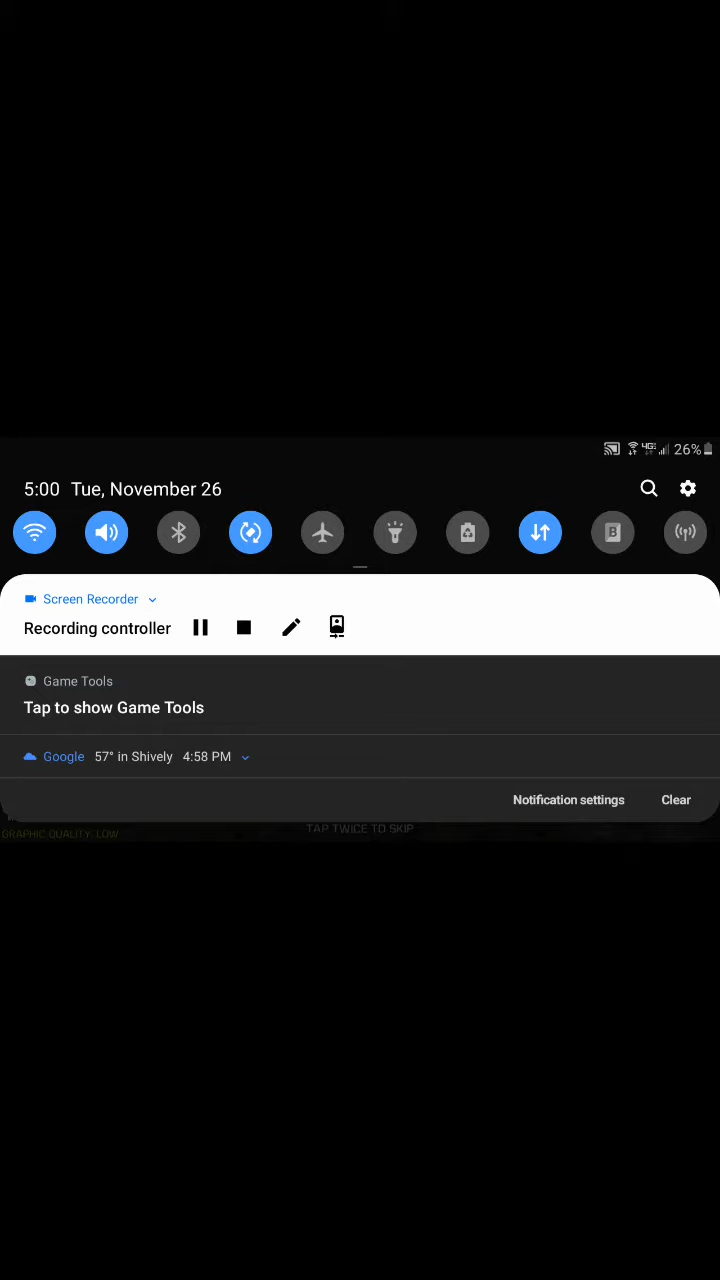 26%
5:00 Tue, November 26
Screen Recorder
Recording controller
Game Tools
Tap to show Game Tools
Google 57° in Shively 4:58 PM
Notification settings Clear
TAP TWICE TO SKIP
GRAPHIC QUALITY: LOW